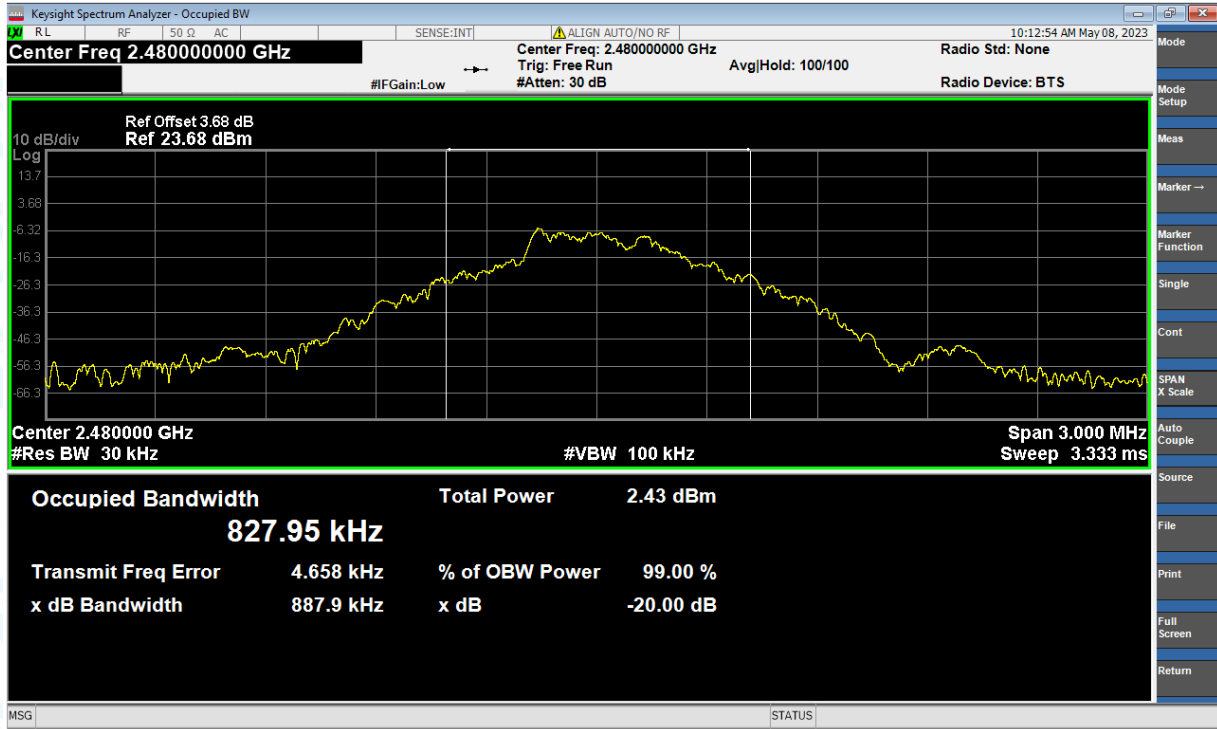 Keysight Spectrum Analyzer - Occupied BW
LXI RL RF 50 Ω AC SENSE:INT ALIGN AUTO/NO RF 10:12:54 AM May 08, 2023
Center Freq 2.480000000 GHz
Center Freq: 2.480000000 GHz
Radio Std: None
Trig: Free Run
Avg|Hold: 100/100
#IFGain:Low
#Atten: 30 dB
Radio Device: BTS
Ref Offset 3.68 dB
10 dB/div Ref 23.68 dBm
Log
13.7
3.68
-6.32
-16.3
-26.3
-36.3
-46.3
-56.3
-66.3
Center 2.480000 GHz Span 3.000 MHz
#Res BW 30 kHz #VBW 100 kHz Sweep 3.333 ms
Occupied Bandwidth Total Power 2.43 dBm
827.95 kHz
Transmit Freq Error 4.658 kHz % of OBW Power 99.00 %
x dB Bandwidth 887.9 kHz x dB -20.00 dB
MSG STATUS
Mode
Mode
Setup
Meas
Marker →
Marker
Function
Single
Cont
SPAN
X Scale
Auto
Couple
Source
File
Print
Full
Screen
Return